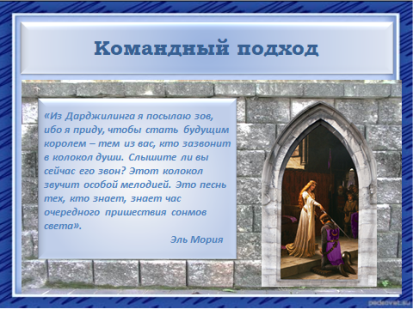 Командный подход
«Из Дарджилинга я посылаю зов,
ибо я приду, чтобы стать будущим
королем – тем из вас, кто зазвонит
в колокол души. Слышите ли вы
сейчас его звон? Этот колокол
звучит особой мелодией. Это песнь
тех, кто знает, знает час
очередного пришествия сонмов
света».
Эль Мория
pedsovet.su